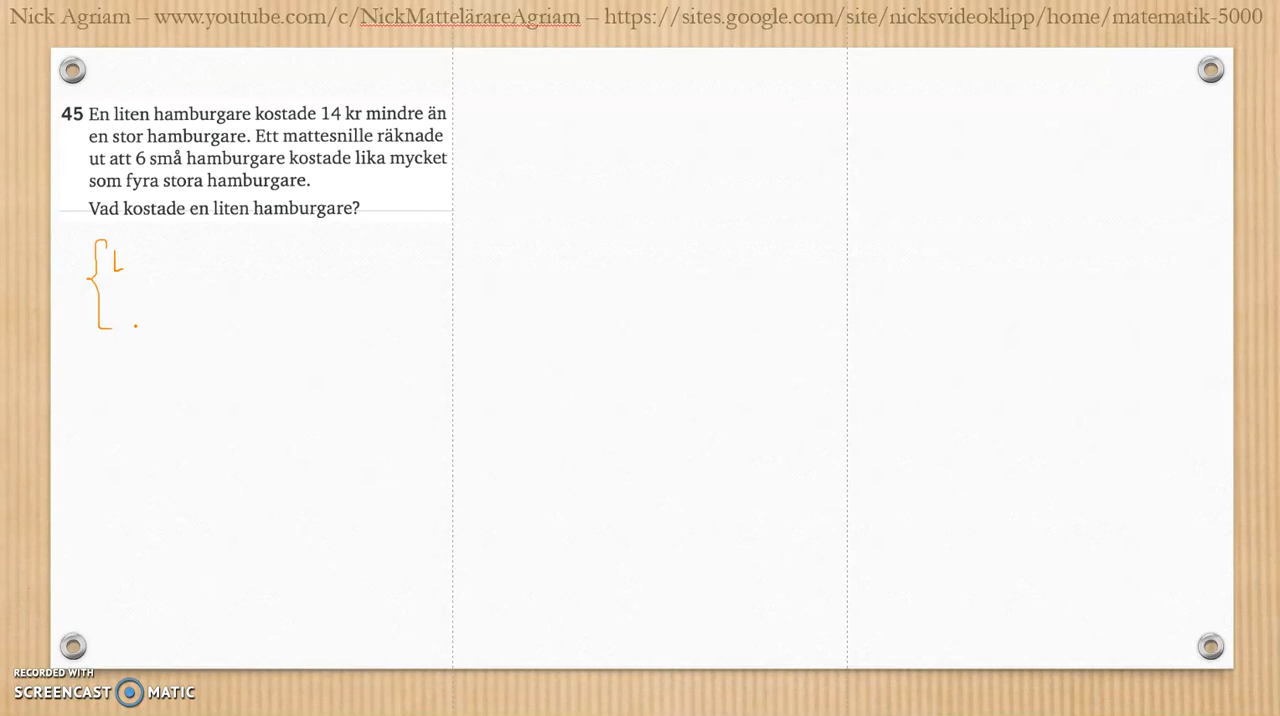 Nick Agriam – www.youtube.com/c/NickMattelärareAgriam – https://sites.google.com/site/nicksvideoklipp/home/matematik-5000
45 En liten hamburgare kostade 14 kr mindre än
en stor hamburgare. Ett mattesnille räknade
ut att 6 små hamburgare kostade lika mycket
som fyra stora hamburgare.
Vad kostade en liten hamburgare?
{ L
.
RECORDED WITH
SCREENCAST MATIC